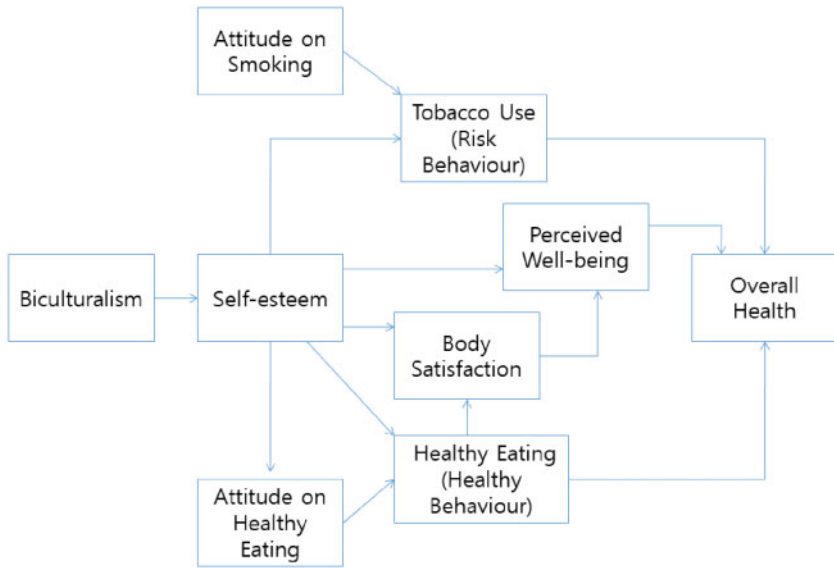 Attitude on
Smoking
Tobacco Use
(Risk
Behaviour)
Perceived
Well-being
Biculturalism
Self-esteem
Overall
Health
Body
Satisfaction
Healthy Eating
(Healthy
Behaviour)
Attitude on
Healthy
Eating